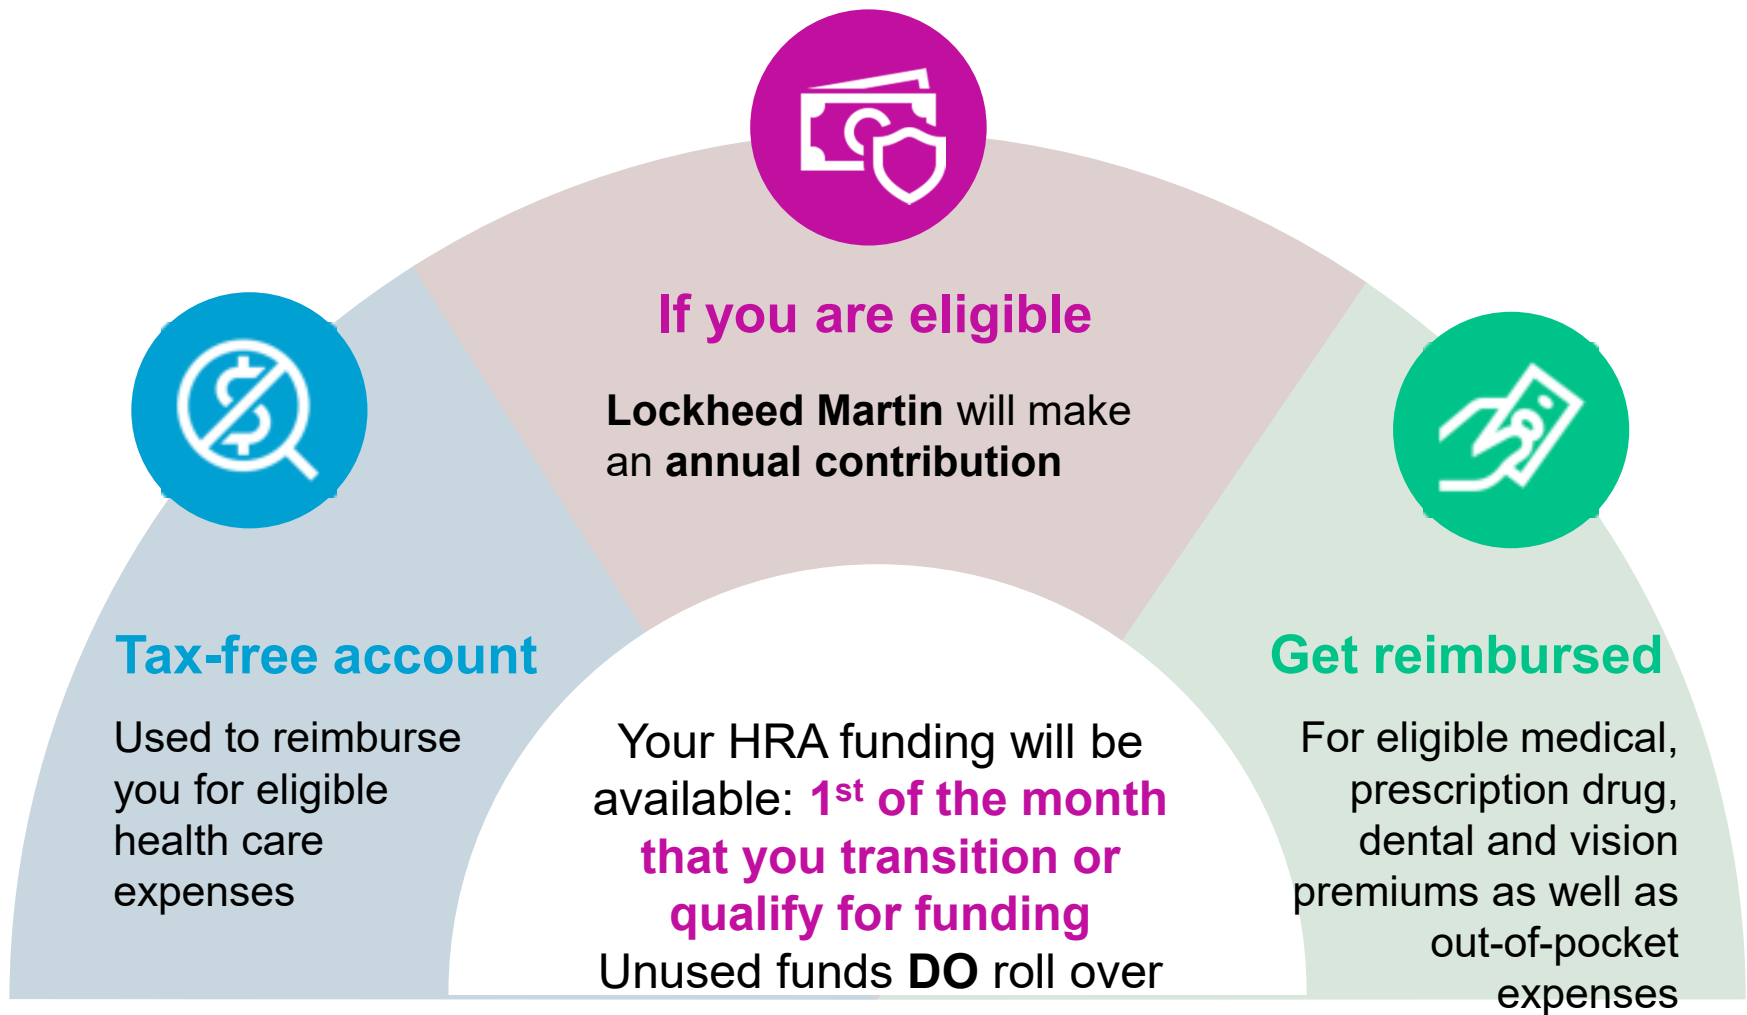 If you are eligible
Lockheed Martin will make
an annual contribution
Tax-free account
Used to reimburse
you for eligible
health care
expenses
Your HRA funding will be
available: 1st of the month
that you transition or
qualify for funding
Unused funds DO roll over
Get reimbursed
For eligible medical,
prescription drug,
dental and vision
premiums as well as
out-of-pocket
expenses